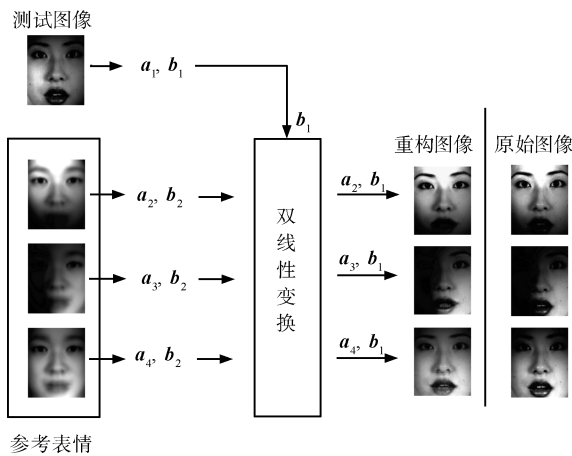 测试图像
a₁, b₁
b₁
重构图像
原始图像
a₂, b₂
a₂, b₁
双线性变换
a₃, b₂
a₃, b₁
a₄, b₂
a₄, b₁
参考表情